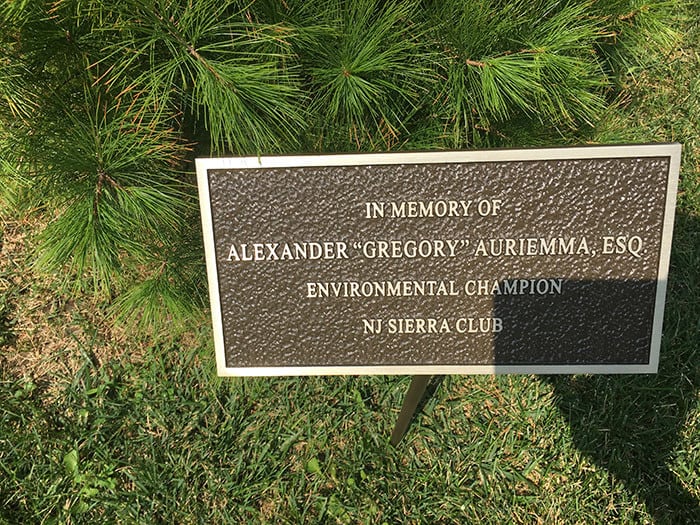 IN MEMORY OF
ALEXANDER "GREGORY" AURIEMMA, ESQ
ENVIRONMENTAL CHAMPION
NJ SIERRA CLUB